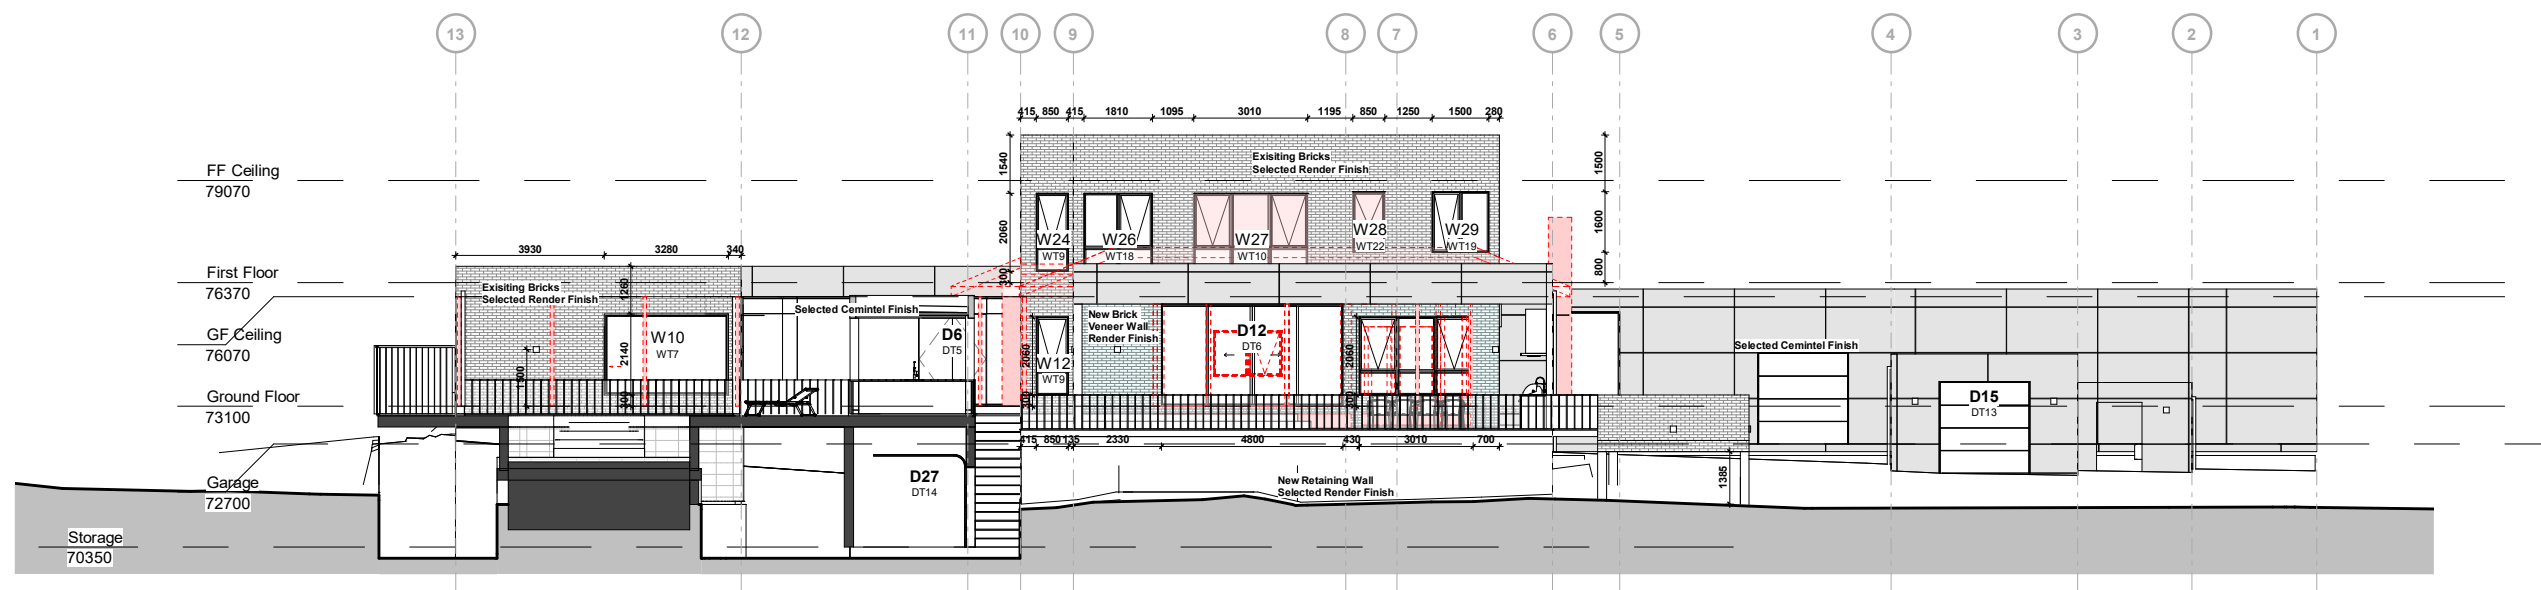 13 12 11 10 9 8 7 6 5 4 3 2 1
415 850 415 1810 1095 3010 1195 850 1250 1500 280
1540
1500
Exisiting Bricks
Selected Render Finish
FF Ceiling
79070
2060
1600
W24
WT9
W26
WT18
W27
WT10
W28
WT22
W29
WT19
3930 3280 340
300
800
First Floor
76370
Exisiting Bricks
Selected Render Finish
1260
Selected Cemintel Finish
New Brick
Veneer Wall
Render Finish
GF Ceiling
76070
W10
WT7
2140
1500
300
D6
DT5
2060
W12
WT9
300
D12
DT6
2060
300
Selected Cemintel Finish
Ground Floor
73100
D15
DT13
415 850 135 2330 4800 430 3010 700
D27
DT14
New Retaining Wall
Selected Render Finish
1385
Garage
72700
Storage
70350